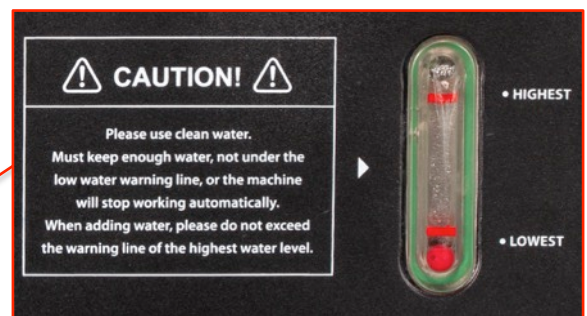 CAUTION!
Please use clean water.
Must keep enough water, not under the
low water warning line, or the machine
will stop working automatically.
When adding water, please do not exceed
the warning line of the highest water level.
• HIGHEST
• LOWEST